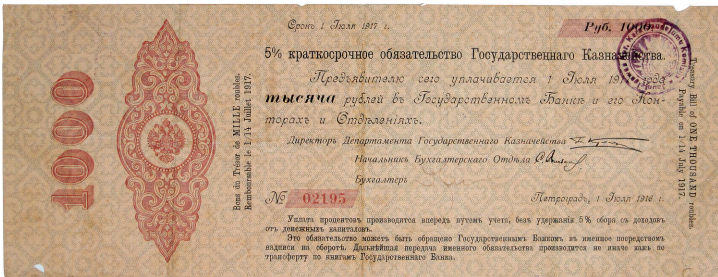 1000
Bons du Trésor de MILLE roubles.
Remboursable le 1/14 Juillet 1917.
Срокъ 1 Іюля 1917 г.
Руб. 1000
5% краткосрочное обязательство Государственнаго Казначейства.
Предъявителю сего уплачивается 1 Іюля 1917 года
тысяча рублей въ Государственномъ Банкѣ и его Кон-
торахъ и Отдѣленіяхъ.
Директоръ Департамента Государственнаго Казначейства
Начальникъ Бухгалтерскаго Отдѣла
Бухгалтеръ
№ 02195
Петроградъ, 1 Іюля 1916 г.
Уплата процентовъ производится впередъ путемъ учета, безъ удержанія 5% сбора съ доходовъ
отъ денежныхъ капиталовъ.
Это обязательство можетъ быть обращено Государственнымъ Банкомъ въ именное посредствомъ
надписи на оборотѣ. Дальнѣйшая передача именного обязательства производится не иначе какъ по
трансферту по книгамъ Государственнаго Банка.
Treasury Bill of ONE THOUSAND roubles.
Payable on 1/14 July 1917.